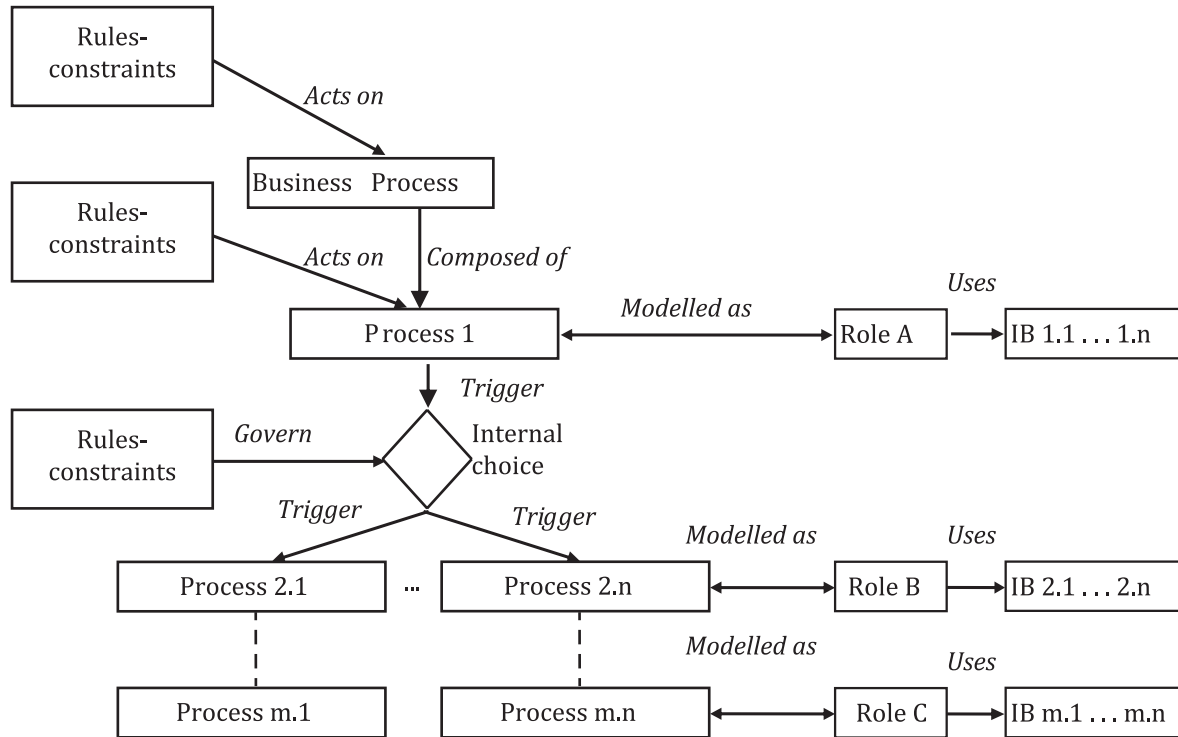 Rules-
constraints
Acts on
Business Process
Rules-
constraints
Acts on
Composed of
Process 1
Modelled as
Role A
Uses
IB 1.1 . . . 1.n
Trigger
Rules-
constraints
Govern
Internal
choice
Trigger
Trigger
Process 2.1
...
Process 2.n
Modelled as
Role B
Uses
IB 2.1 . . . 2.n
Process m.1
Process m.n
Modelled as
Role C
Uses
IB m.1 . . . m.n